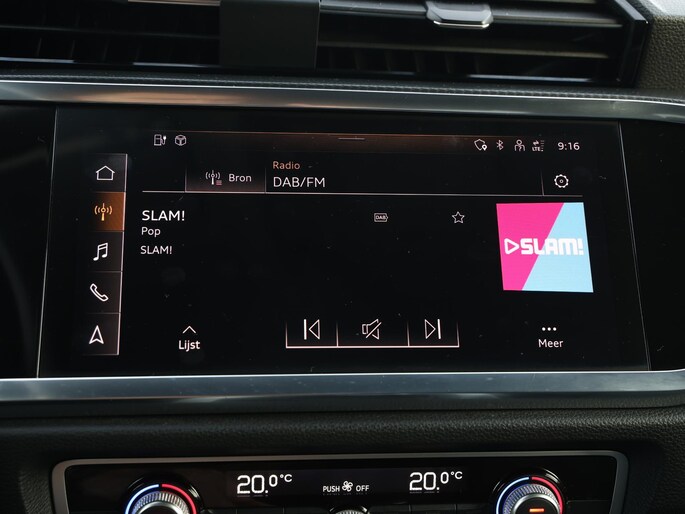 LTE 9:16
Radio
Bron DAB/FM
SLAM!
DAB
Pop
SLAM!
SLAM!
Lijst
Meer
20.0°C PUSH OFF 20.0°C